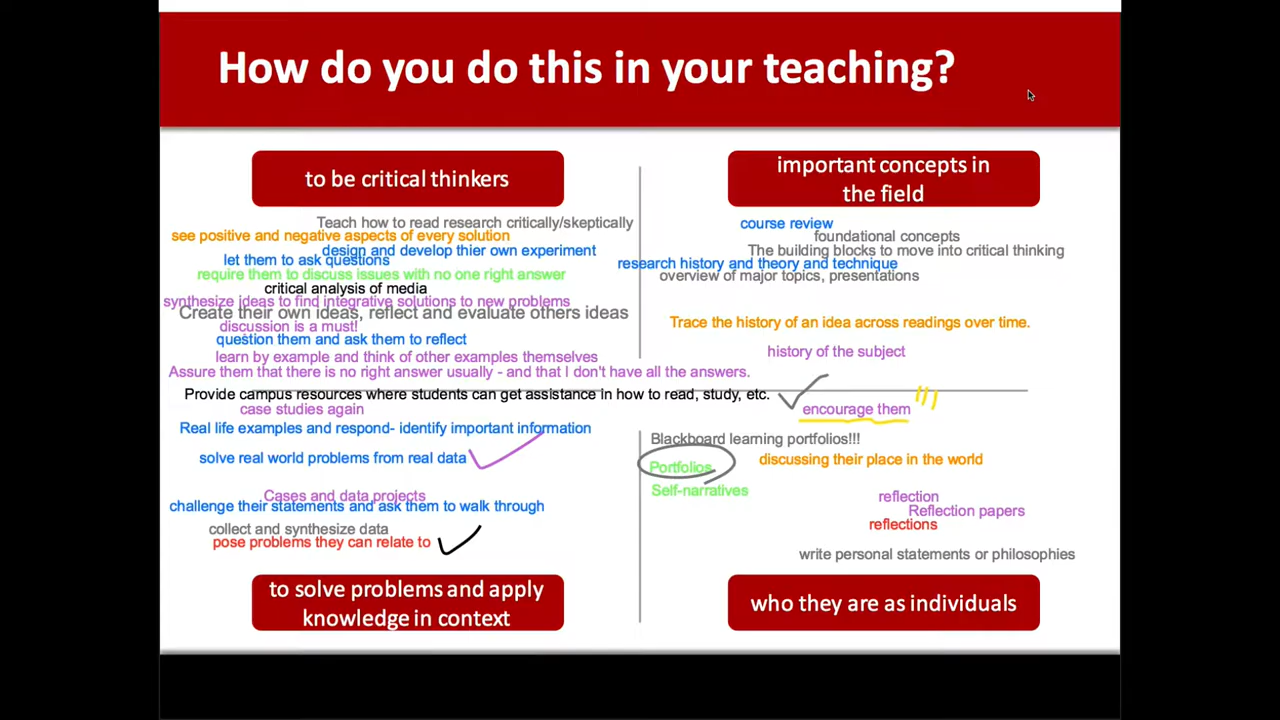 How do you do this in your teaching?
to be critical thinkers
Teach how to read research critically/skeptically
see positive and negative aspects of every solution
design and develop thier own experiment
let them to ask questions
require them to discuss issues with no one right answer
critical analysis of media
synthesize ideas to find integrative solutions to new problems
Create their own ideas, reflect and evaluate others ideas
discussion is a must!
question them and ask them to reflect
learn by example and think of other examples themselves
Assure them that there is no right answer usually - and that I don't have all the answers.
important concepts in
the field
course review
foundational concepts
The building blocks to move into critical thinking
research history and theory and technique
overview of major topics, presentations
Trace the history of an idea across readings over time.
history of the subject
Provide campus resources where students can get assistance in how to read, study, etc.
case studies again
Real life examples and respond- identify important information
solve real world problems from real data
Cases and data projects
challenge their statements and ask them to walk through
collect and synthesize data
pose problems they can relate to
to solve problems and apply
knowledge in context
encourage them
Blackboard learning portfolios!!!
discussing their place in the world
Portfolios
Self-narratives
reflection
Reflection papers
reflections
write personal statements or philosophies
who they are as individuals